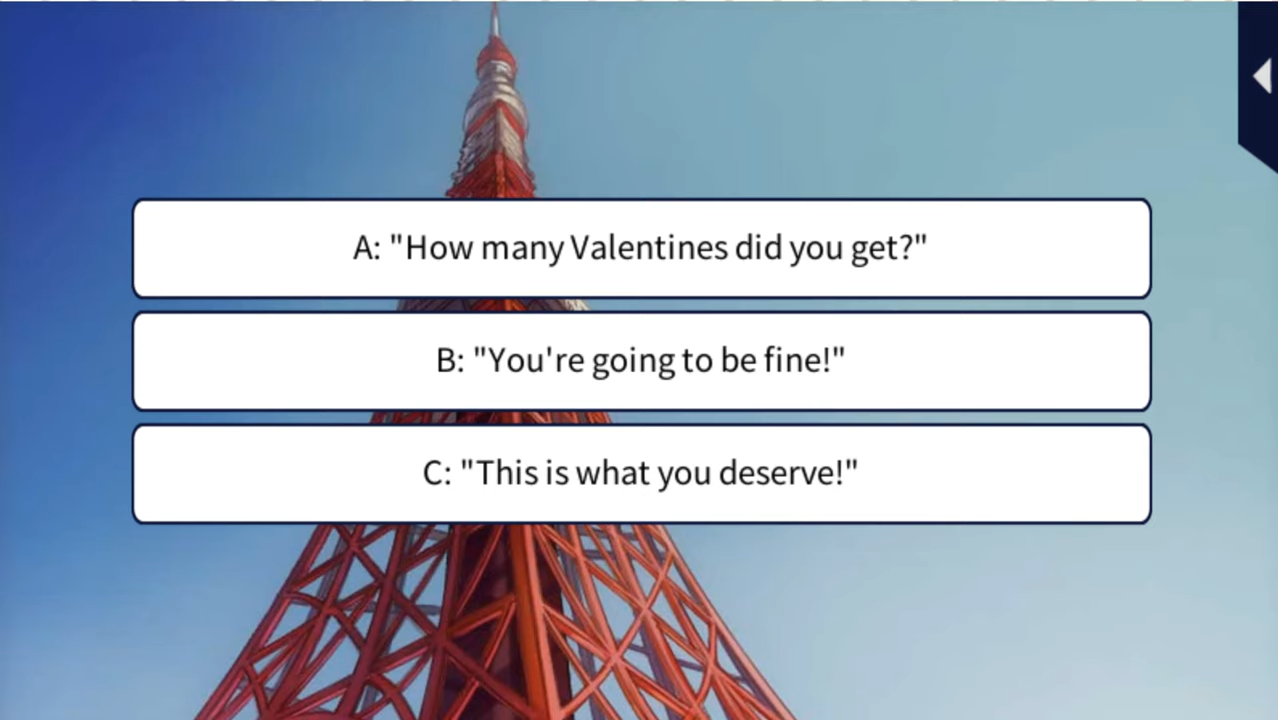 A: "How many Valentines did you get?"
B: "You're going to be fine!"
C: "This is what you deserve!"